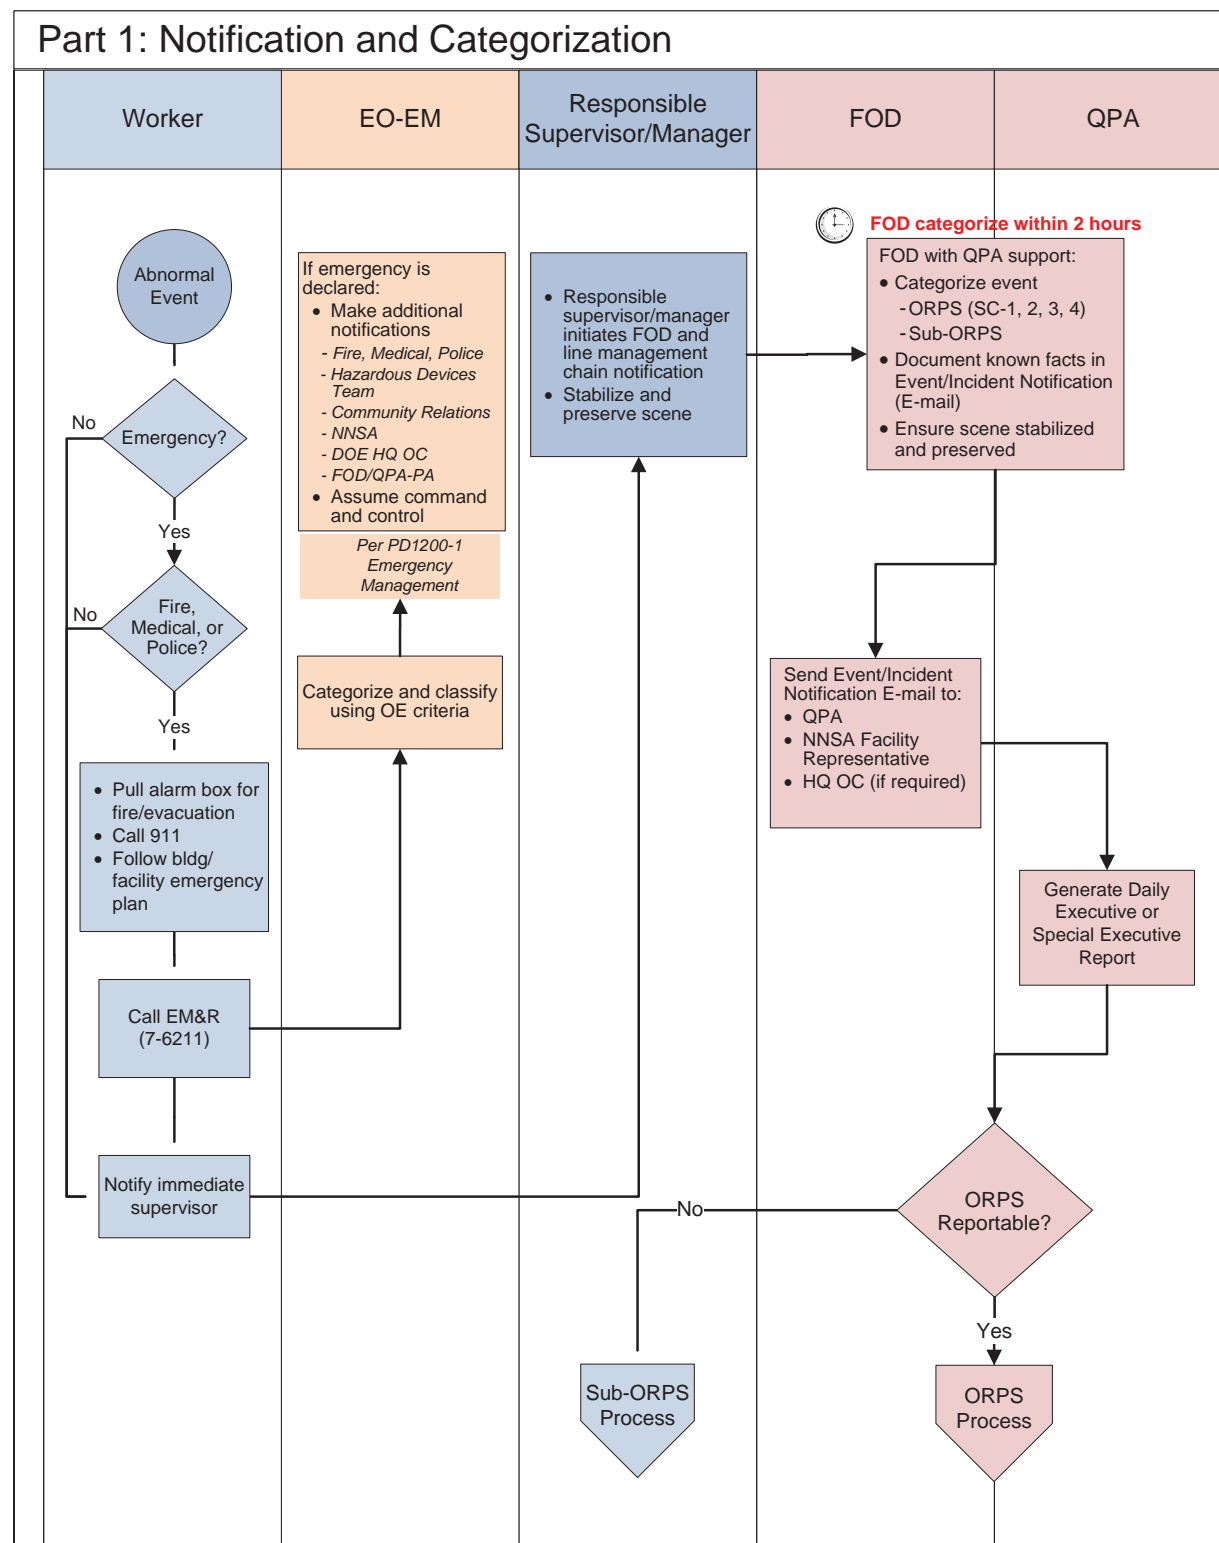 Part 1: Notification and Categorization
Worker
EO-EM
Responsible
Supervisor/Manager
FOD
QPA
Abnormal
Event
No
Emergency?
Yes
No
Fire,
Medical, or
Police?
Yes
• Pull alarm box for
fire/evacuation
• Call 911
• Follow bldg/
facility emergency
plan
Call EM&R
(7-6211)
Notify immediate
supervisor
If emergency is
declared:
• Make additional
notifications
- Fire, Medical, Police
- Hazardous Devices
Team
- Community Relations
- NNSA
- DOE HQ OC
- FOD/QPA-PA
• Assume command
and control
Per PD1200-1
Emergency
Management
Categorize and classify
using OE criteria
• Responsible
supervisor/manager
initiates FOD and
line management
chain notification
• Stabilize and
preserve scene
FOD categorize within 2 hours
FOD with QPA support:
• Categorize event
- ORPS (SC-1, 2, 3, 4)
- Sub-ORPS
• Document known facts in
Event/Incident Notification
(E-mail)
• Ensure scene stabilized
and preserved
Send Event/Incident
Notification E-mail to:
• QPA
• NNSA Facility
Representative
• HQ OC (if required)
Generate Daily
Executive or
Special Executive
Report
ORPS
Reportable?
No
Yes
Sub-ORPS
Process
ORPS
Process